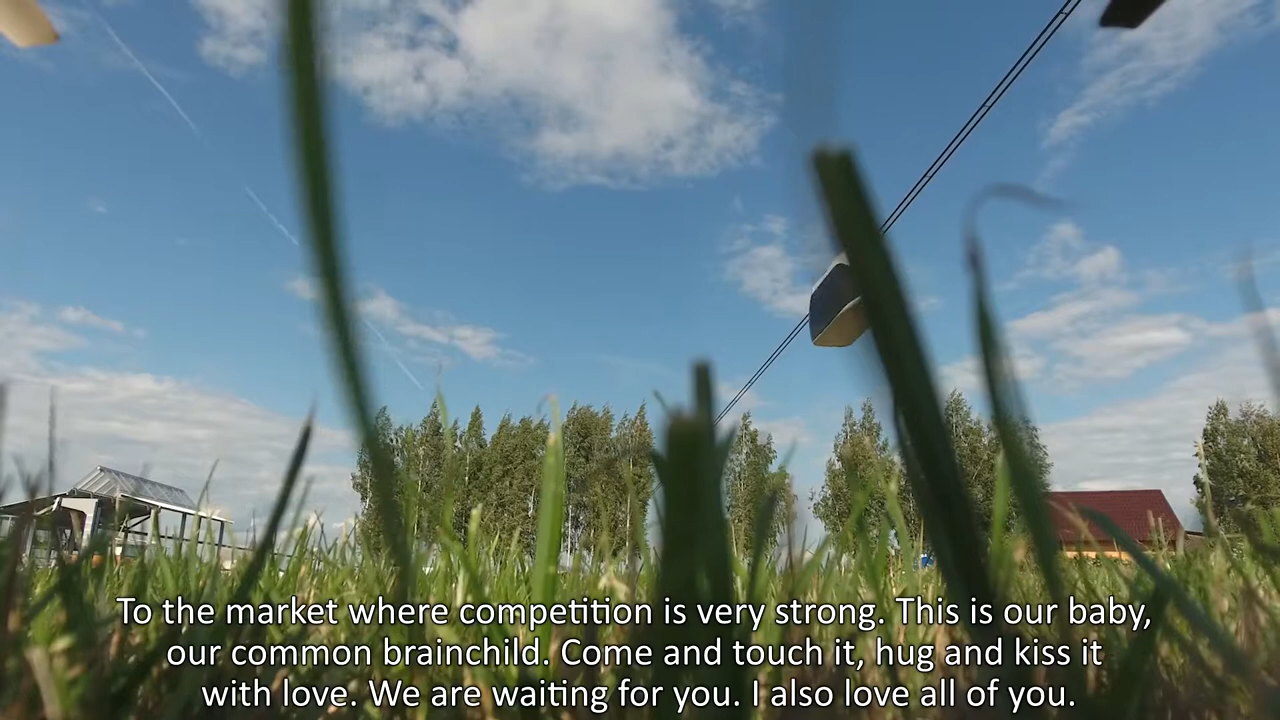 To the market where competition is very strong. This is our baby,
our common brainchild. Come and touch it, hug and kiss it
with love. We are waiting for you. I also love all of you.